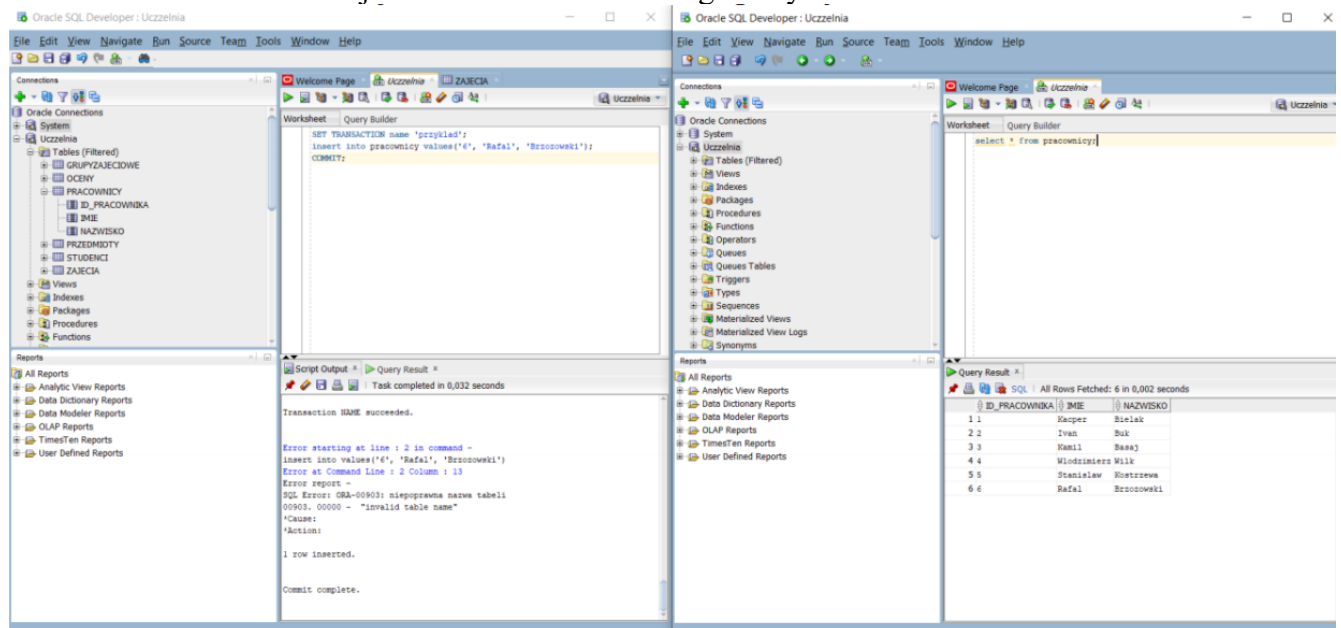 Oracle SQL Developer : Uczzelnia
File Edit View Navigate Run Source Team Tools Window Help
Connections
Oracle Connections
System
Uczzelnia
Tables (Filtered)
GRUPYZAJECIOWE
OCENY
PRACOWNICY
ID_PRACOWNIKA
IMIE
NAZWISKO
PRZEDMIOTY
STUDENCI
ZAJECIA
Views
Indexes
Packages
Procedures
Functions
Reports
All Reports
Analytic View Reports
Data Dictionary Reports
Data Modeler Reports
OLAP Reports
TimesTen Reports
User Defined Reports
Welcome Page Uczzelnia ZAJECIA
Uczzelnia
Worksheet Query Builder
SET TRANSACTION name 'przyklad';
insert into pracownicy values('6', 'Rafal', 'Brzozowski');
COMMIT;
Script Output x Query Result x
Task completed in 0,032 seconds
Transaction NAME succeeded.
Error starting at line : 2 in command -
insert into values('6', 'Rafal', 'Brzozowski')
Error at Command Line : 2 Column : 13
Error report -
SQL Error: ORA-00903: niepoprawna nazwa tabeli
00903. 00000 - "invalid table name"
*Cause:
*Action:
1 row inserted.
Commit complete.
Oracle SQL Developer : Uczzelnia
File Edit View Navigate Run Source Team Tools Window Help
Connections
Oracle Connections
System
Uczzelnia
Tables (Filtered)
Views
Indexes
Packages
Procedures
Functions
Operators
Queues
Queues Tables
Triggers
Types
Sequences
Materialized Views
Materialized View Logs
Synonyms
Reports
All Reports
Analytic View Reports
Data Dictionary Reports
Data Modeler Reports
OLAP Reports
TimesTen Reports
User Defined Reports
Welcome Page Uczzelnia
Uczzelnia
Worksheet Query Builder
select * from pracownicy;
Query Result x
SQL | All Rows Fetched: 6 in 0,002 seconds
ID_PRACOWNIKA IMIE NAZWISKO
1 1 Kacper Bielak
2 2 Ivan Buk
3 3 Kamil Basaj
4 4 Wlodzimierz Wilk
5 5 Stanislaw Kostrzewa
6 6 Rafal Brzozowski